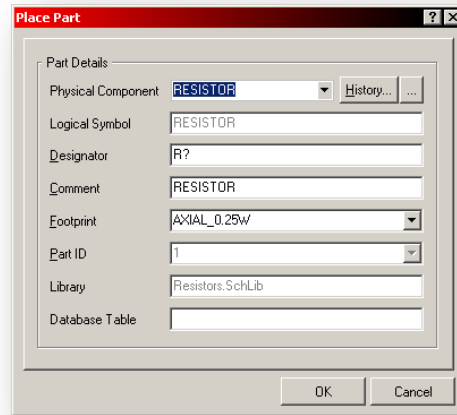 Place Part
Part Details
Physical Component RESISTOR History... ...
Logical Symbol RESISTOR
Designator R?
Comment RESISTOR
Footprint AXIAL_0.25W
Part ID 1
Library Resistors.SchLib
Database Table
OK Cancel